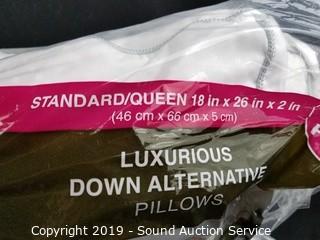 STANDARD/QUEEN 18 in x 26 in x 2 in
(46 cm x 66 cm x 5 cm)
LUXURIOUS
DOWN ALTERNATIVE
PILLOWS
Copyright 2019 - Sound Auction Service